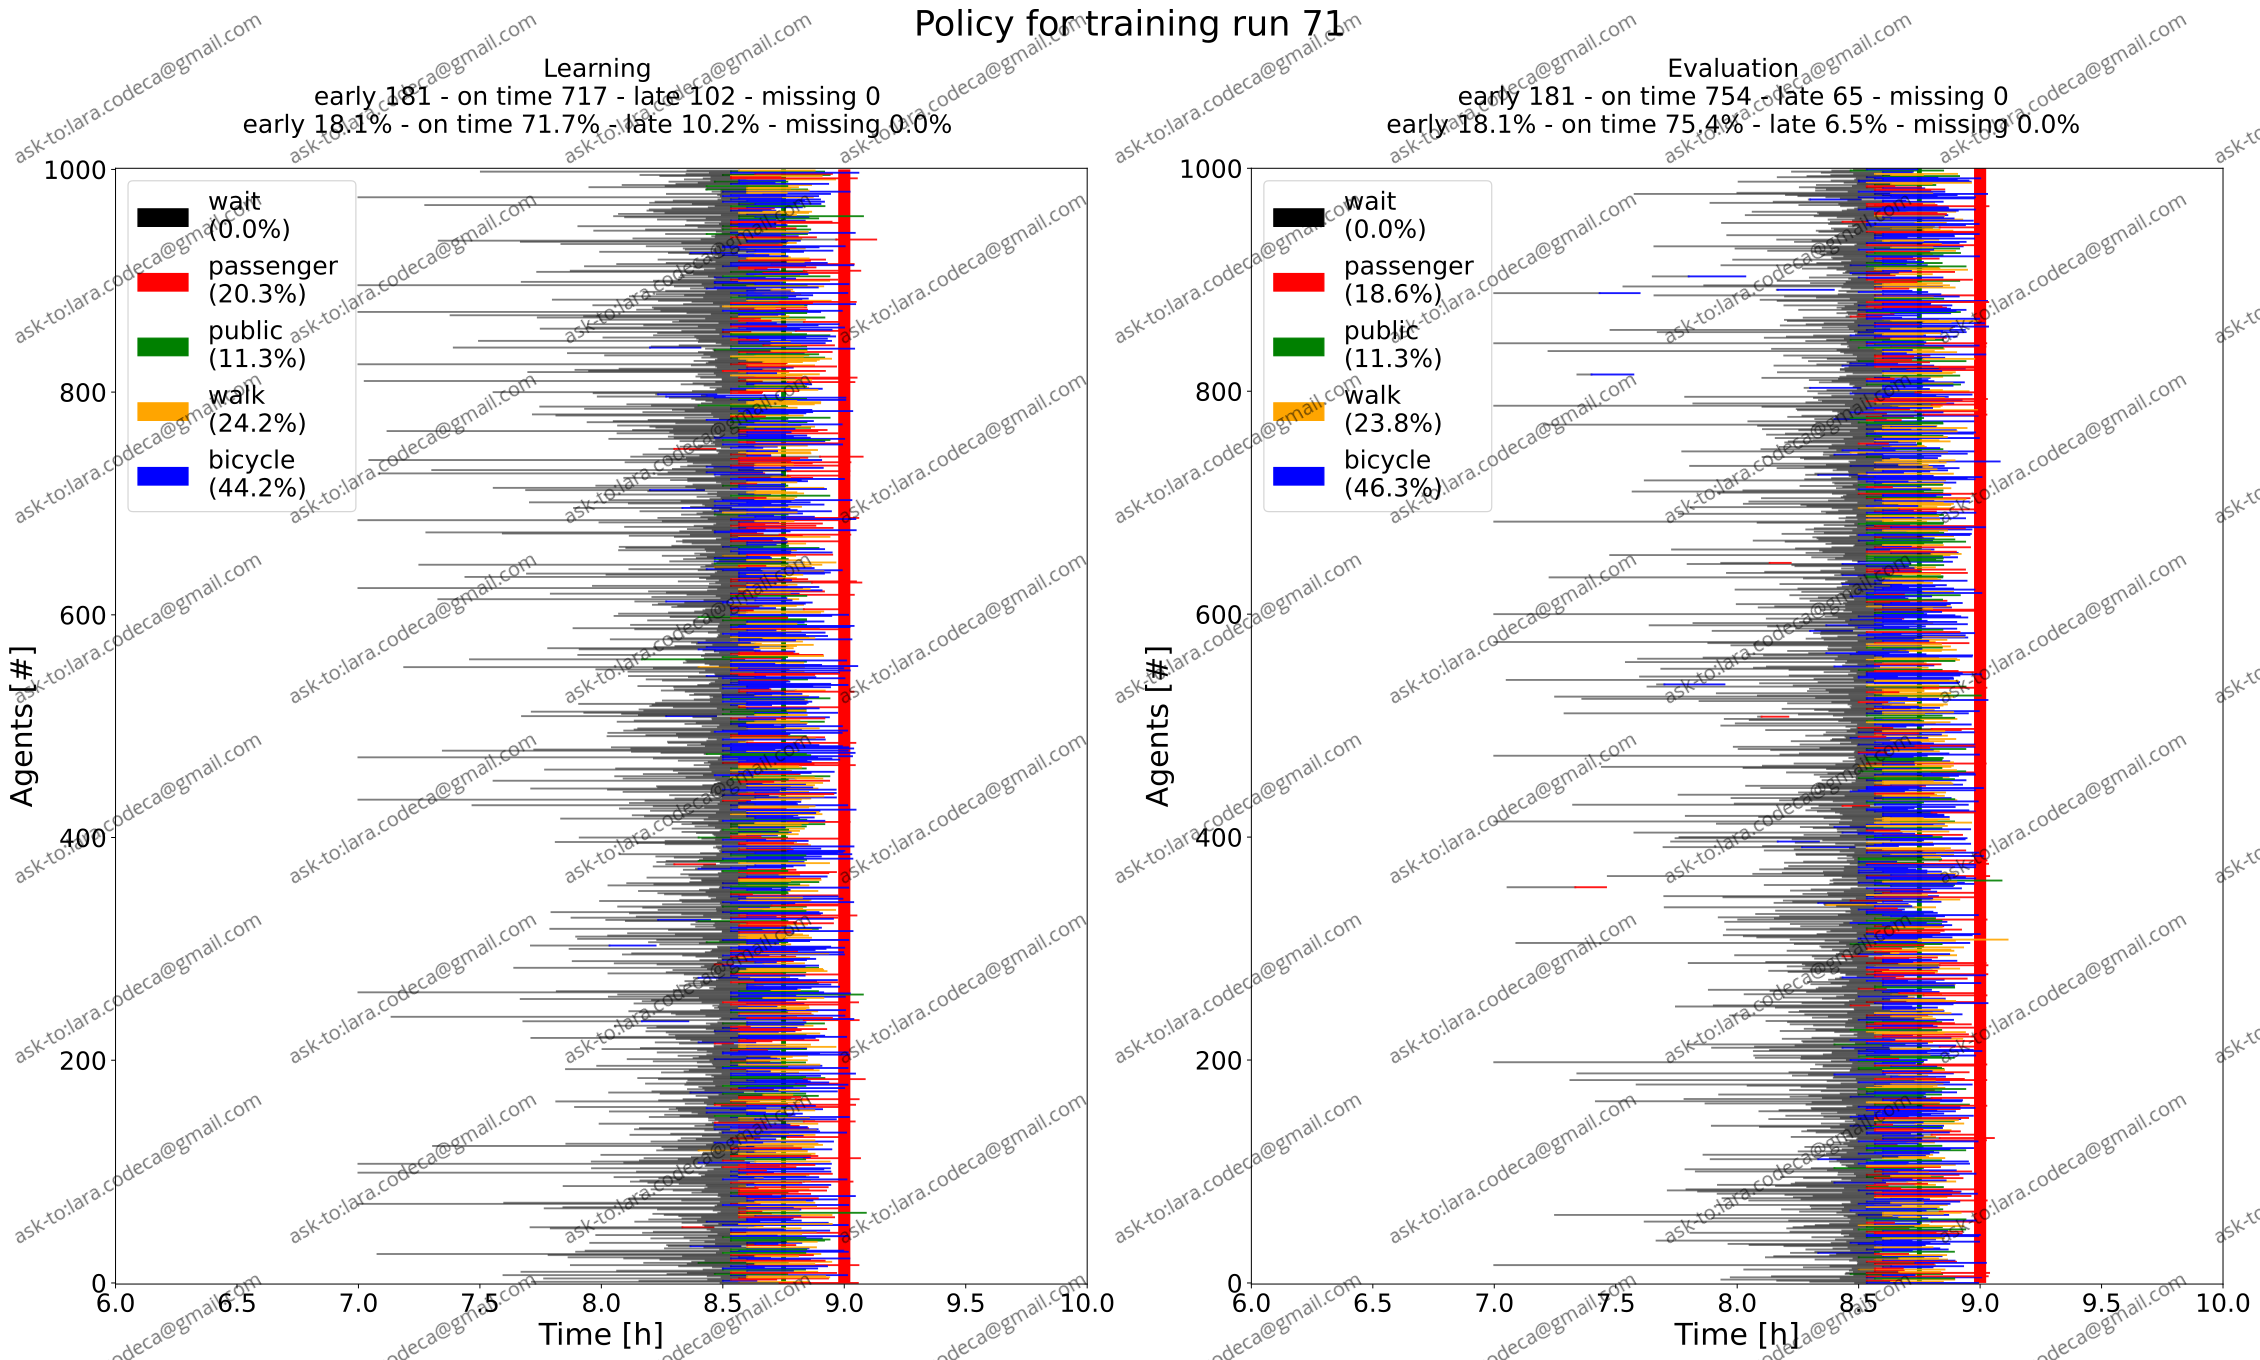 Policy for training run 71
Learning
early 181 - on time 717 - late 102 - missing 0
early 18.1% - on time 71.7% - late 10.2% - missing 0.0%
wait
(0.0%)
passenger
(20.3%)
public
(11.3%)
walk
(24.2%)
bicycle
(44.2%)
Agents [#]
1000
800
600
400
200
0
6.0 6.5 7.0 7.5 8.0 8.5 9.0 9.5 10.0
Time [h]
Evaluation
early 181 - on time 754 - late 65 - missing 0
early 18.1% - on time 75.4% - late 6.5% - missing 0.0%
wait
(0.0%)
passenger
(18.6%)
public
(11.3%)
walk
(23.8%)
bicycle
(46.3%)
Agents [#]
1000
800
600
400
200
0
6.0 6.5 7.0 7.5 8.0 8.5 9.0 9.5 10.0
Time [h]
ask-to:lara.codeca@gmail.com